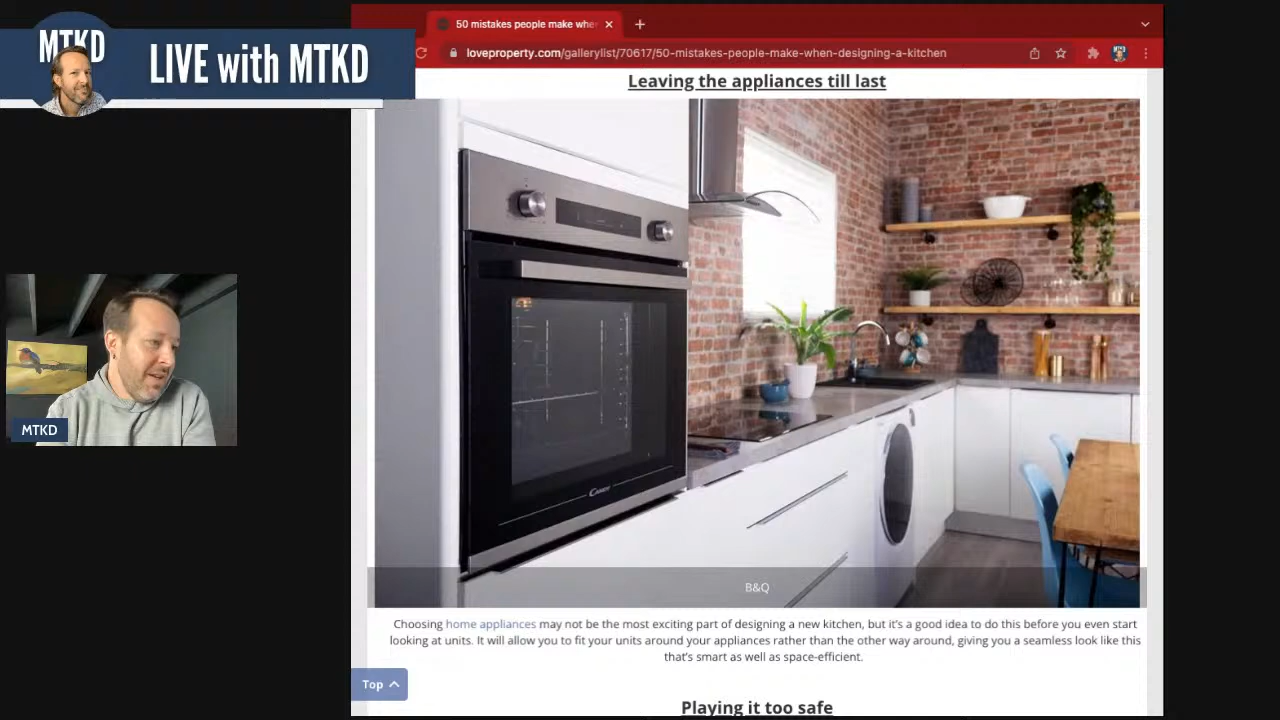 MTKD
LIVE with MTKD
50 mistakes people make whe
loveproperty.com/gallerylist/70617/50-mistakes-people-make-when-designing-a-kitchen
Leaving the appliances till last
CANDY
B&Q
MTKD
Choosing home appliances may not be the most exciting part of designing a new kitchen, but it's a good idea to do this before you even start
looking at units. It will allow you to fit your units around your appliances rather than the other way around, giving you a seamless look like this
that's smart as well as space-efficient.
Top
Playing it too safe